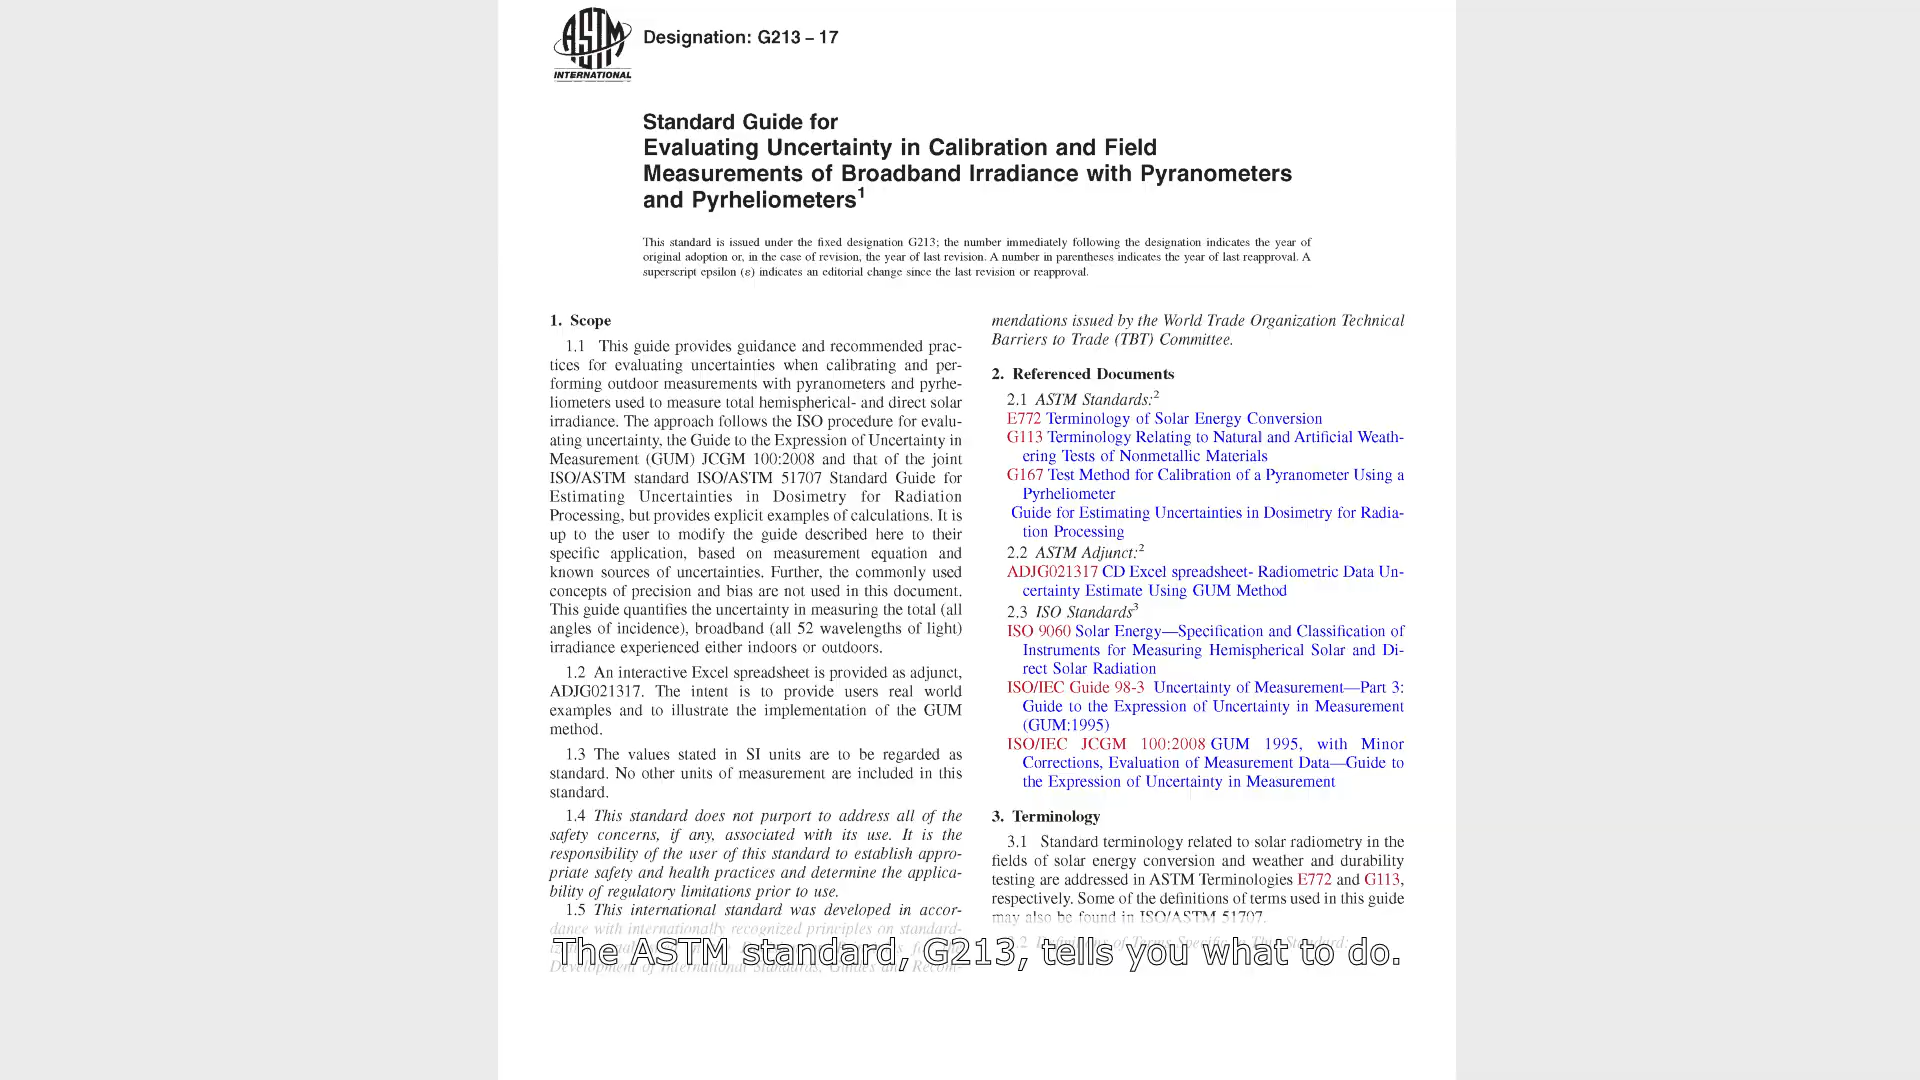 ASTM
INTERNATIONAL
Designation: G213 – 17
Standard Guide for
Evaluating Uncertainty in Calibration and Field
Measurements of Broadband Irradiance with Pyranometers
and Pyrheliometers1
This standard is issued under the fixed designation G213; the number immediately following the designation indicates the year of
original adoption or, in the case of revision, the year of last revision. A number in parentheses indicates the year of last reapproval. A
superscript epsilon (ε) indicates an editorial change since the last revision or reapproval.
1. Scope
1.1 This guide provides guidance and recommended prac-
tices for evaluating uncertainties when calibrating and per-
forming outdoor measurements with pyranometers and pyrhe-
liometers used to measure total hemispherical- and direct solar
irradiance. The approach follows the ISO procedure for evalu-
ating uncertainty, the Guide to the Expression of Uncertainty in
Measurement (GUM) JCGM 100:2008 and that of the joint
ISO/ASTM standard ISO/ASTM 51707 Standard Guide for
Estimating Uncertainties in Dosimetry for Radiation
Processing, but provides explicit examples of calculations. It is
up to the user to modify the guide described here to their
specific application, based on measurement equation and
known sources of uncertainties. Further, the commonly used
concepts of precision and bias are not used in this document.
This guide quantifies the uncertainty in measuring the total (all
angles of incidence), broadband (all 52 wavelengths of light)
irradiance experienced either indoors or outdoors.
1.2 An interactive Excel spreadsheet is provided as adjunct,
ADJG021317. The intent is to provide users real world
examples and to illustrate the implementation of the GUM
method.
1.3 The values stated in SI units are to be regarded as
standard. No other units of measurement are included in this
standard.
1.4 This standard does not purport to address all of the
safety concerns, if any, associated with its use. It is the
responsibility of the user of this standard to establish appro-
priate safety and health practices and determine the applica-
bility of regulatory limitations prior to use.
1.5 This international standard was developed in accor-
dance with internationally recognized principles on standard-
Development of International Standards, Guides and Recom-
mendations issued by the World Trade Organization Technical
Barriers to Trade (TBT) Committee.
2. Referenced Documents
2.1 ASTM Standards:2
E772 Terminology of Solar Energy Conversion
G113 Terminology Relating to Natural and Artificial Weath-
ering Tests of Nonmetallic Materials
G167 Test Method for Calibration of a Pyranometer Using a
Pyrheliometer
Guide for Estimating Uncertainties in Dosimetry for Radia-
tion Processing
2.2 ASTM Adjunct:2
ADJG021317 CD Excel spreadsheet- Radiometric Data Un-
certainty Estimate Using GUM Method
2.3 ISO Standards3
ISO 9060 Solar Energy—Specification and Classification of
Instruments for Measuring Hemispherical Solar and Di-
rect Solar Radiation
ISO/IEC Guide 98-3 Uncertainty of Measurement—Part 3:
Guide to the Expression of Uncertainty in Measurement
(GUM:1995)
ISO/IEC JCGM 100:2008 GUM 1995, with Minor
Corrections, Evaluation of Measurement Data—Guide to
the Expression of Uncertainty in Measurement
3. Terminology
3.1 Standard terminology related to solar radiometry in the
fields of solar energy conversion and weather and durability
testing are addressed in ASTM Terminologies E772 and G113,
respectively. Some of the definitions of terms used in this guide
may also be found in ISO/ASTM 51707.
3.2 Definitions of Terms Specific to This Standard:
The ASTM standard, G213, tells you what to do.